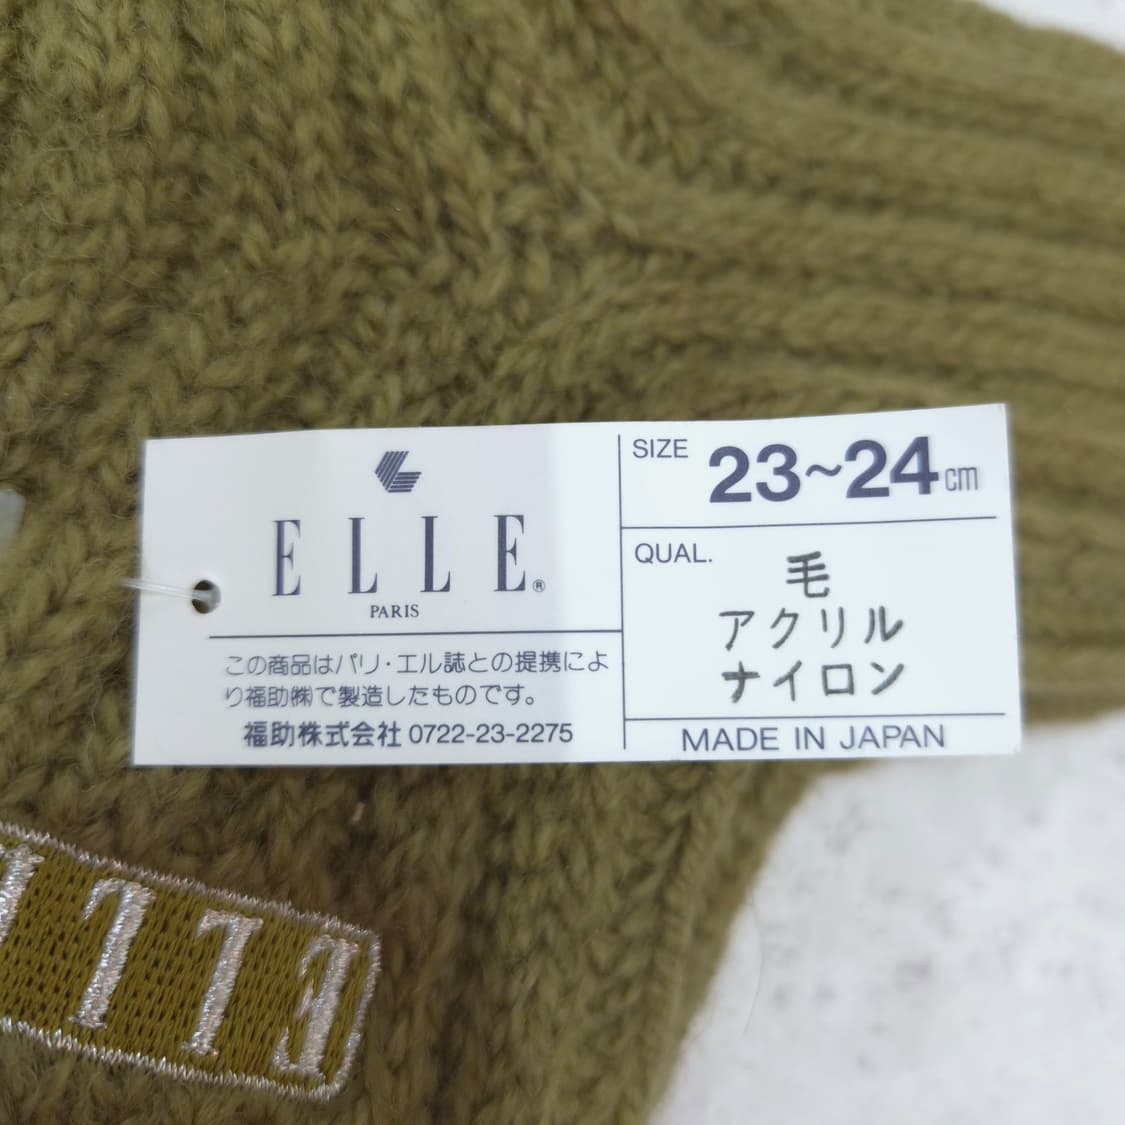 ELLE®
PARIS
この商品はパリ・エル誌との提携によ
り福助㈱で製造したものです。
福助株式会社 0722-23-2275
SIZE 23~24cm
QUAL.
毛
アクリル
ナイロン
MADE IN JAPAN
ELLE